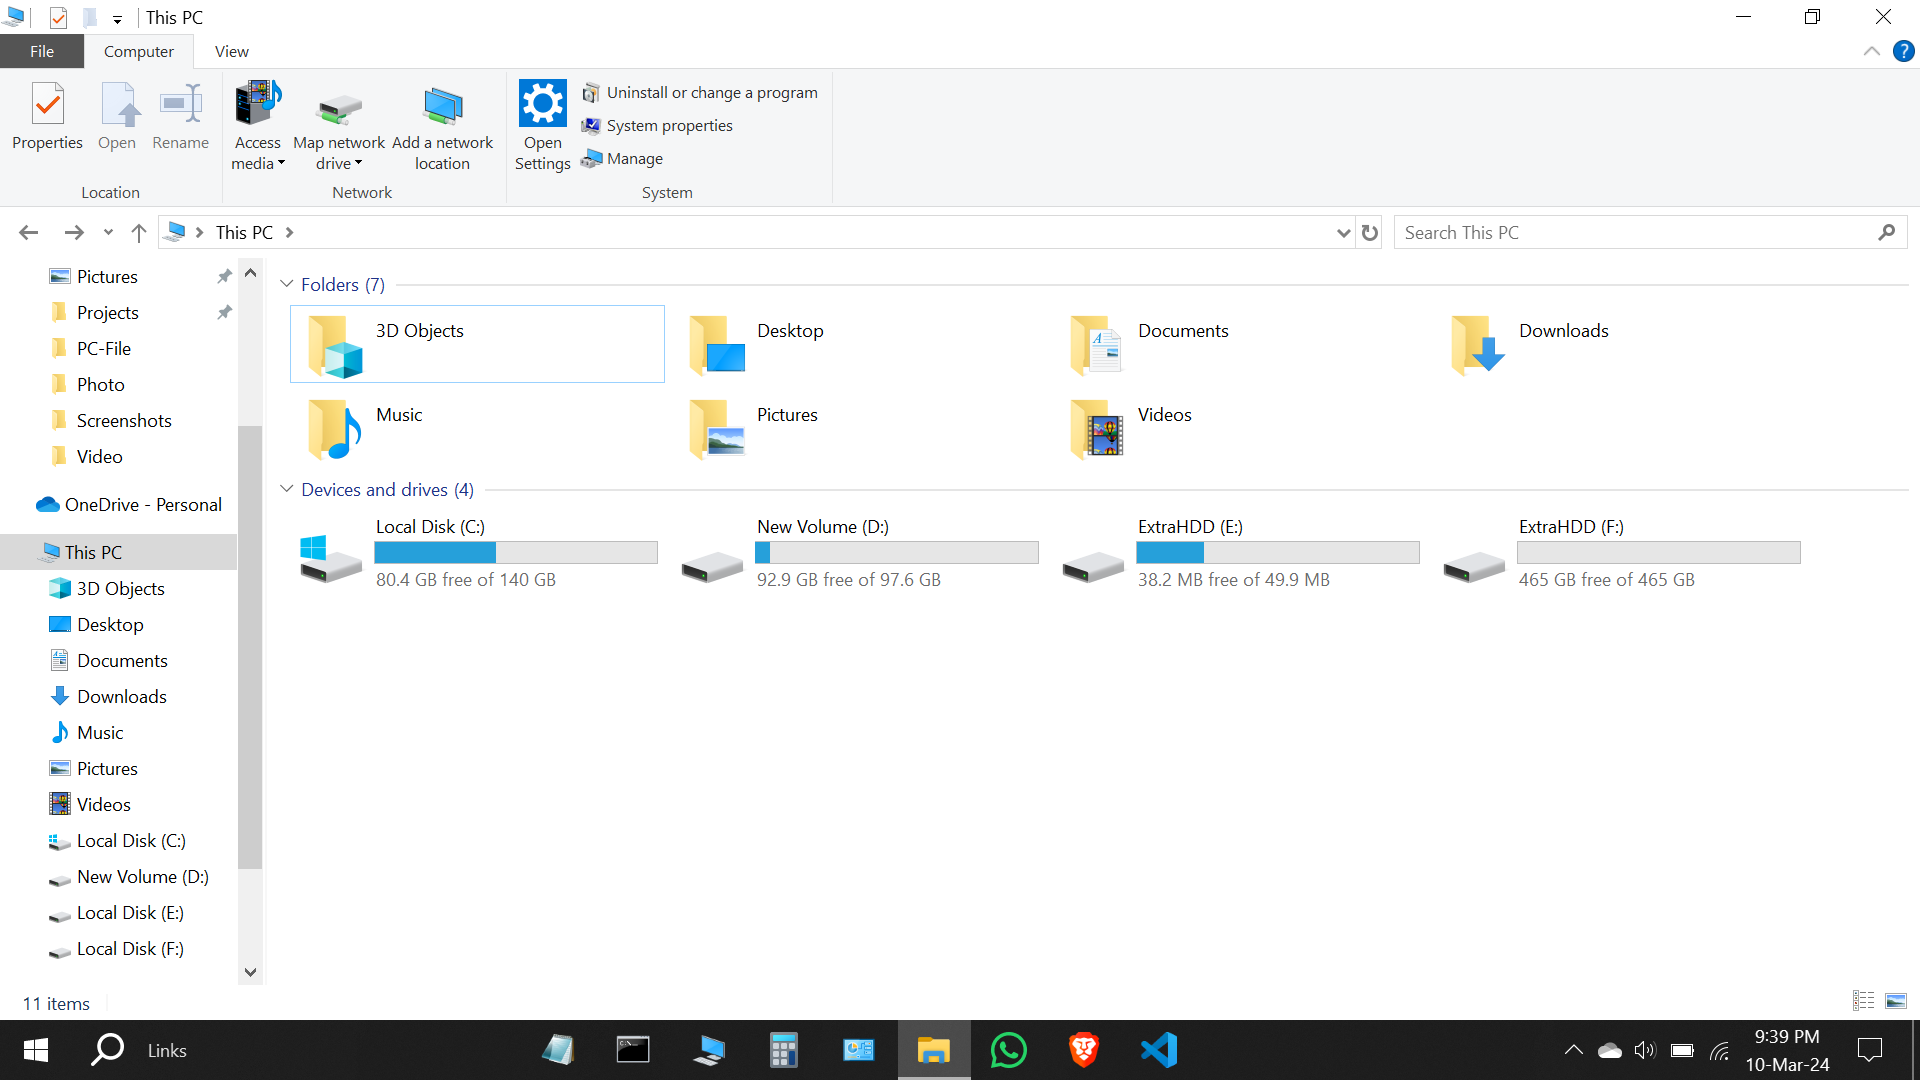 This PC
File Computer View
Properties Open Rename
Location
Access media Map network drive Add a network location
Network
Open Settings
Uninstall or change a program
System properties
Manage
System
This PC
Search This PC
Pictures
Projects
PC-File
Photo
Screenshots
Video
OneDrive - Personal
This PC
3D Objects
Desktop
Documents
Downloads
Music
Pictures
Videos
Local Disk (C:)
New Volume (D:)
Local Disk (E:)
Local Disk (F:)
Folders (7)
3D Objects Desktop Documents Downloads
Music Pictures Videos
Devices and drives (4)
Local Disk (C:) New Volume (D:) ExtraHDD (E:) ExtraHDD (F:)
80.4 GB free of 140 GB 92.9 GB free of 97.6 GB 38.2 MB free of 49.9 MB 465 GB free of 465 GB
11 items
Links
9:39 PM
10-Mar-24